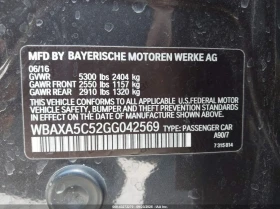 MFD BY BAYERISCHE MOTOREN WERKE AG
06/16
GVWR 5300 lbs 2404 kg
GAWR FRONT 2550 lbs 1157 kg
GAWR REAR 2910 lbs 1320 kg
THIS VEHICLE CONFORMS TO ALL APPLICABLE
U.S. FEDERAL MOTOR VEHICLE SAFETY,
BUMPER, AND THEFT PREVENTION STANDARDS
IN EFFECT ON THE DATE OF
MANUFACTURE SHOWN ABOVE.
WBAXA5C52GG042569 TYPE: PASSENGER CAR
A90/7
7 315 814